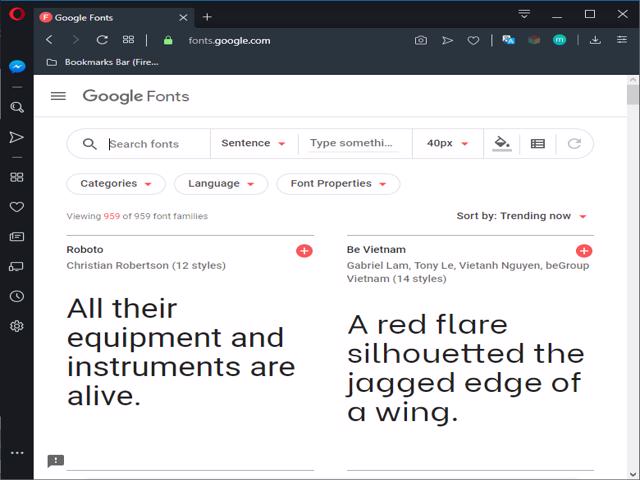 Google Fonts
fonts.google.com
Bookmarks Bar (Fire...
Google Fonts
Search fonts
Sentence
Type somethi...
40px
Categories
Language
Font Properties
Viewing 959 of 959 font families
Sort by: Trending now
Roboto
Christian Robertson (12 styles)
All their
equipment and
instruments are
alive.
Be Vietnam
Gabriel Lam, Tony Le, Vietanh Nguyen, beGroup
Vietnam (14 styles)
A red flare
silhouetted the
jagged edge of
a wing.